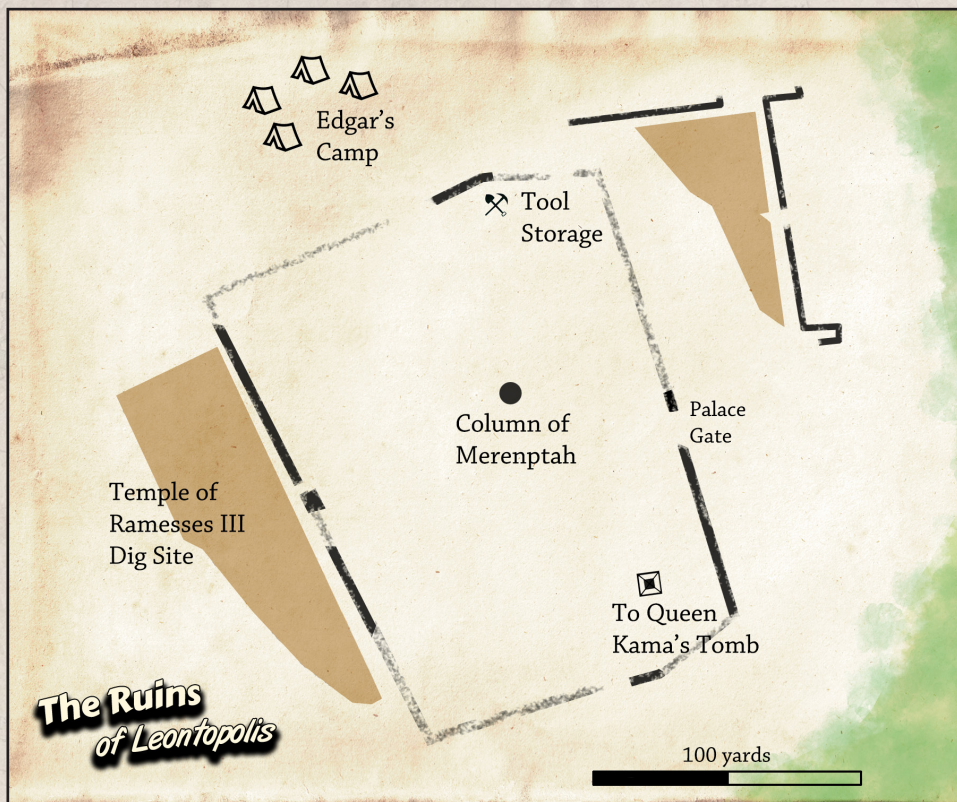 Edgar's
Camp
Tool
Storage
Column of
Merenptah
Palace
Gate
Temple of
Ramesses III
Dig Site
To Queen
Kama's Tomb
The Ruins
of Leontopolis
100 yards